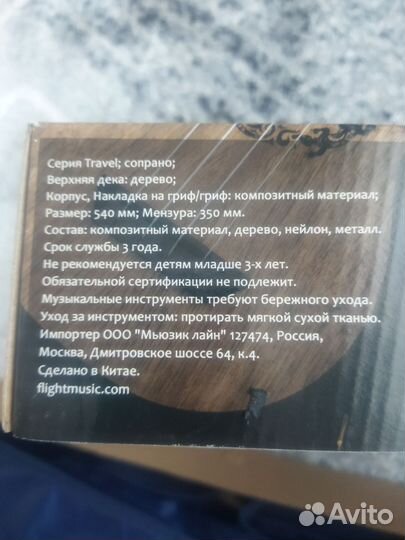 Серия Travel; сопрано;
Верхняя дека: дерево;
Корпус, Накладка на гриф/гриф: композитный материал;
Размер: 540 мм; Мензура: 350 мм.
Состав: композитный материал, дерево, нейлон, металл.
Срок службы 3 года.
Не рекомендуется детям младше 3-х лет.
Обязательной сертификации не подлежит.
Музыкальные инструменты требуют бережного ухода.
Уход за инструментом: протирать мягкой сухой тканью.
Импортер ООО "Мьюзик лайн" 127474, Россия,
Москва, Дмитровское шоссе 64, к.4.
Сделано в Китае.
flightmusic.com
Avito